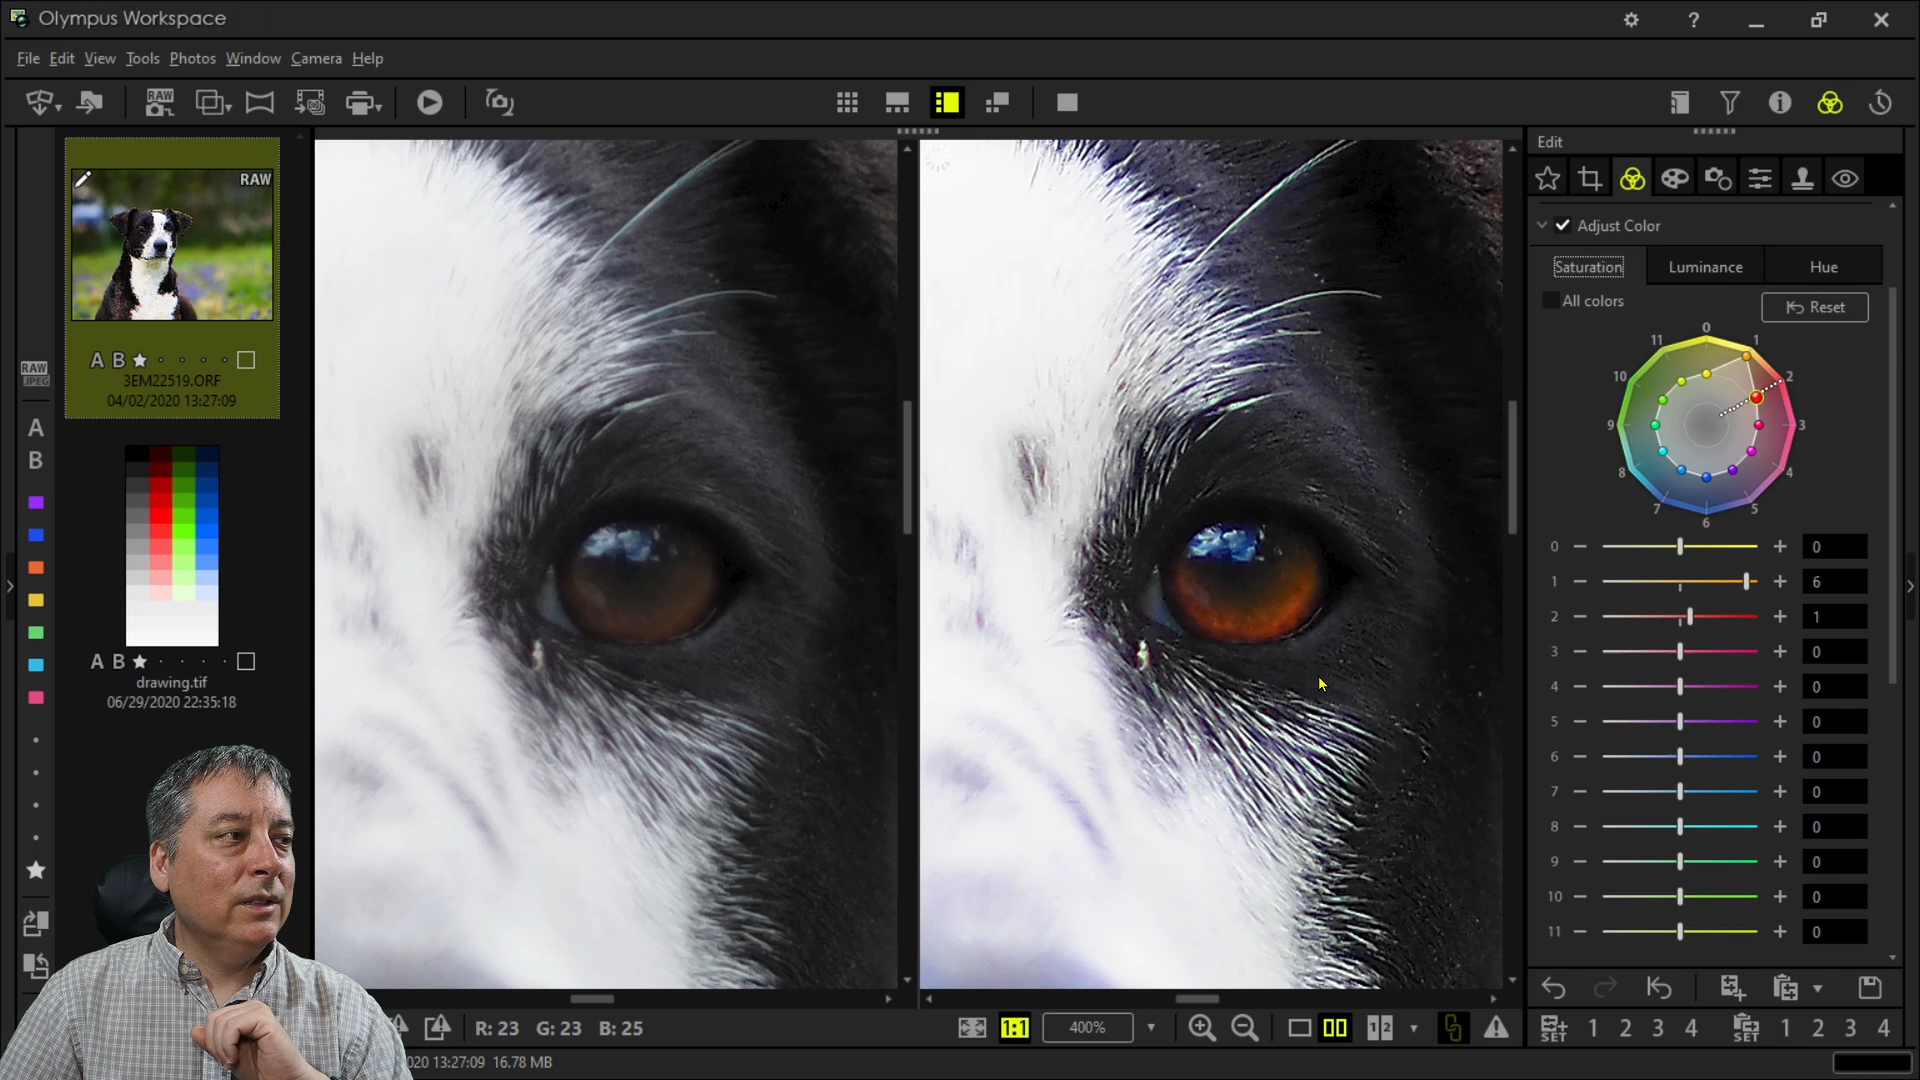 Olympus Workspace
?
File Edit View Tools Photos Window Camera Help
RAW
RAW
A B
3EM22519.ORF
04/02/2020 13:27:09
RAW
JPEG
A
B
A B
drawing.tif
06/29/2020 22:35:18
Edit
Adjust Color
Saturation Luminance Hue
All colors Reset
0
11 1
10 2
9 3
8 4
7 5
6
0 0
1 6
2 1
3 0
4 0
5 0
6 0
7 0
8 0
9 0
10 0
11 0
R: 23 G: 23 B: 25
1:1 400% 1 2
SET 1 2 3 4 SET 1 2 3 4
020 13:27:09 16.78 MB